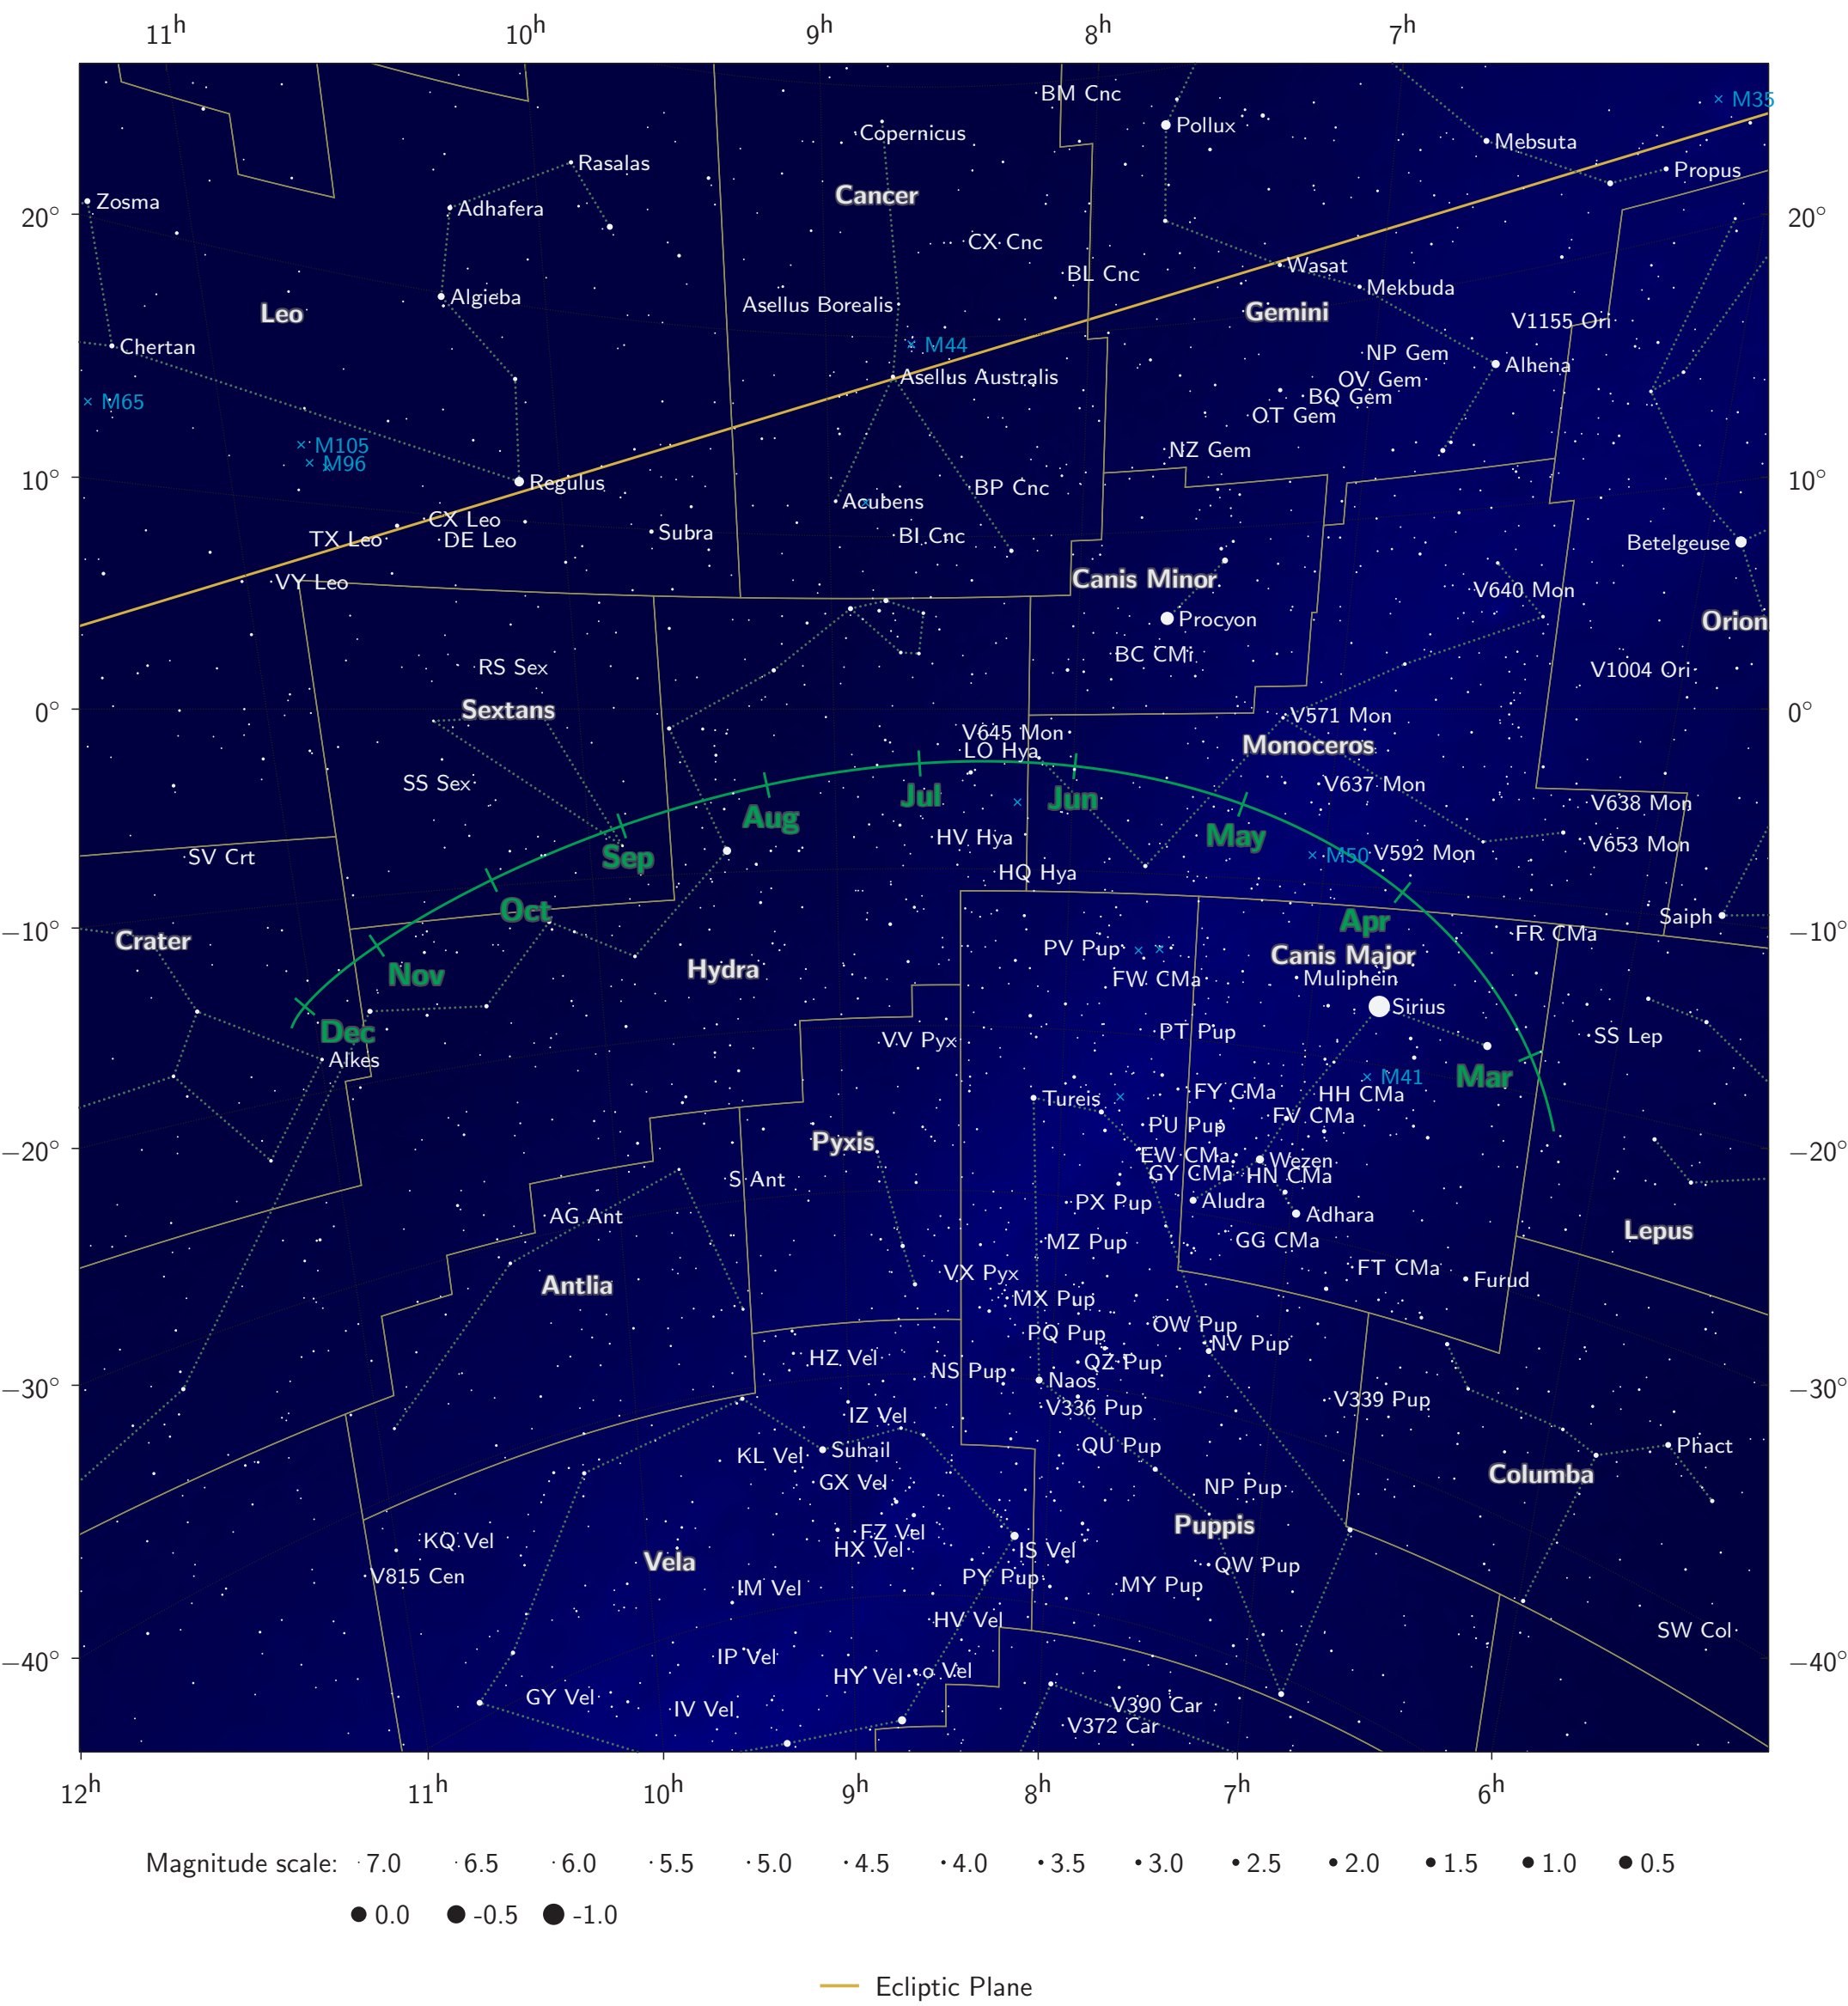 11h 10h 9h 8h 7h
BM Cnc
M35
Copernicus
Pollux
Mebsuta
Rasalas
Propus
Cancer
Zosma
Adhafera
20° 20°
CX Cnc
Wasat
BL Cnc
Mekbuda
Algieba
Asellus Borealis
Leo
Gemini
V1155 Ori
Chertan
M44
NP Gem
Alhena
Asellus Australis
OV Gem
BQ Gem
M65
OT Gem
M105
NZ Gem
M96
10° 10°
Regulus
BP Cnc
Acubens
CX Leo
TX Leo
DE Leo
Subra
BI Cnc
Betelgeuse
VY Leo
Canis Minor
V640 Mon
Procyon
Orion
BC CMi
RS Sex
V1004 Ori
Sextans
0° 0°
V571 Mon
V645 Mon
Monoceros
LO Hya
SS Sex
V637 Mon
Jul
Jun
V638 Mon
Aug
May
HV Hya
V653 Mon
SV Crt
Sep
M50
V592 Mon
HQ Hya
Oct
Apr
Saiph
−10° −10°
FR CMa
Crater
PV Pup
Canis Major
Nov
Hydra
FW CMa
Muliphein
Sirius
Dec
PT Pup
SS Lep
VV Pyx
Alkes
M41
Mar
FY CMa
HH CMa
Tureis
FV CMa
PU Pup
Pyxis
−20° −20°
EW CMa
Wezen
GY CMa
HN CMa
S Ant
PX Pup
Aludra
AG Ant
Adhara
Lepus
MZ Pup
GG CMa
VX Pyx
FT CMa
Furud
Antlia
MX Pup
OW Pup
PQ Pup
NV Pup
HZ Vel
QZ Pup
NS Pup
−30° −30°
Naos
V339 Pup
V336 Pup
IZ Vel
QU Pup
Phact
KL Vel
Suhail
Columba
GX Vel
NP Pup
Puppis
FZ Vel
KQ Vel
HX Vel
IS Vel
Vela
QW Pup
V815 Cen
PY Pup
MY Pup
IM Vel
HV Vel
SW Col
−40° −40°
IP Vel
HY Vel
o Vel
GY Vel
IV Vel
V390 Car
V372 Car
12h 11h 10h 9h 8h 7h 6h
Magnitude scale: 7.0 6.5 6.0 5.5 5.0 4.5 4.0 3.5 3.0 2.5 2.0 1.5 1.0 0.5
0.0 -0.5 -1.0
Ecliptic Plane